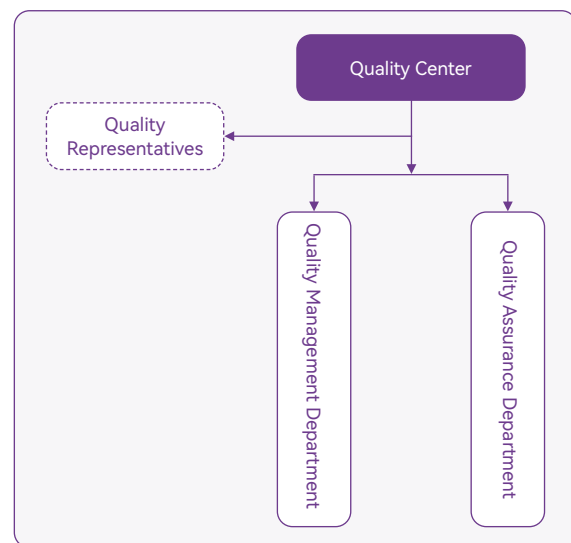 Quality Center
Quality
Representatives
Quality Management Department
Quality Assurance Department